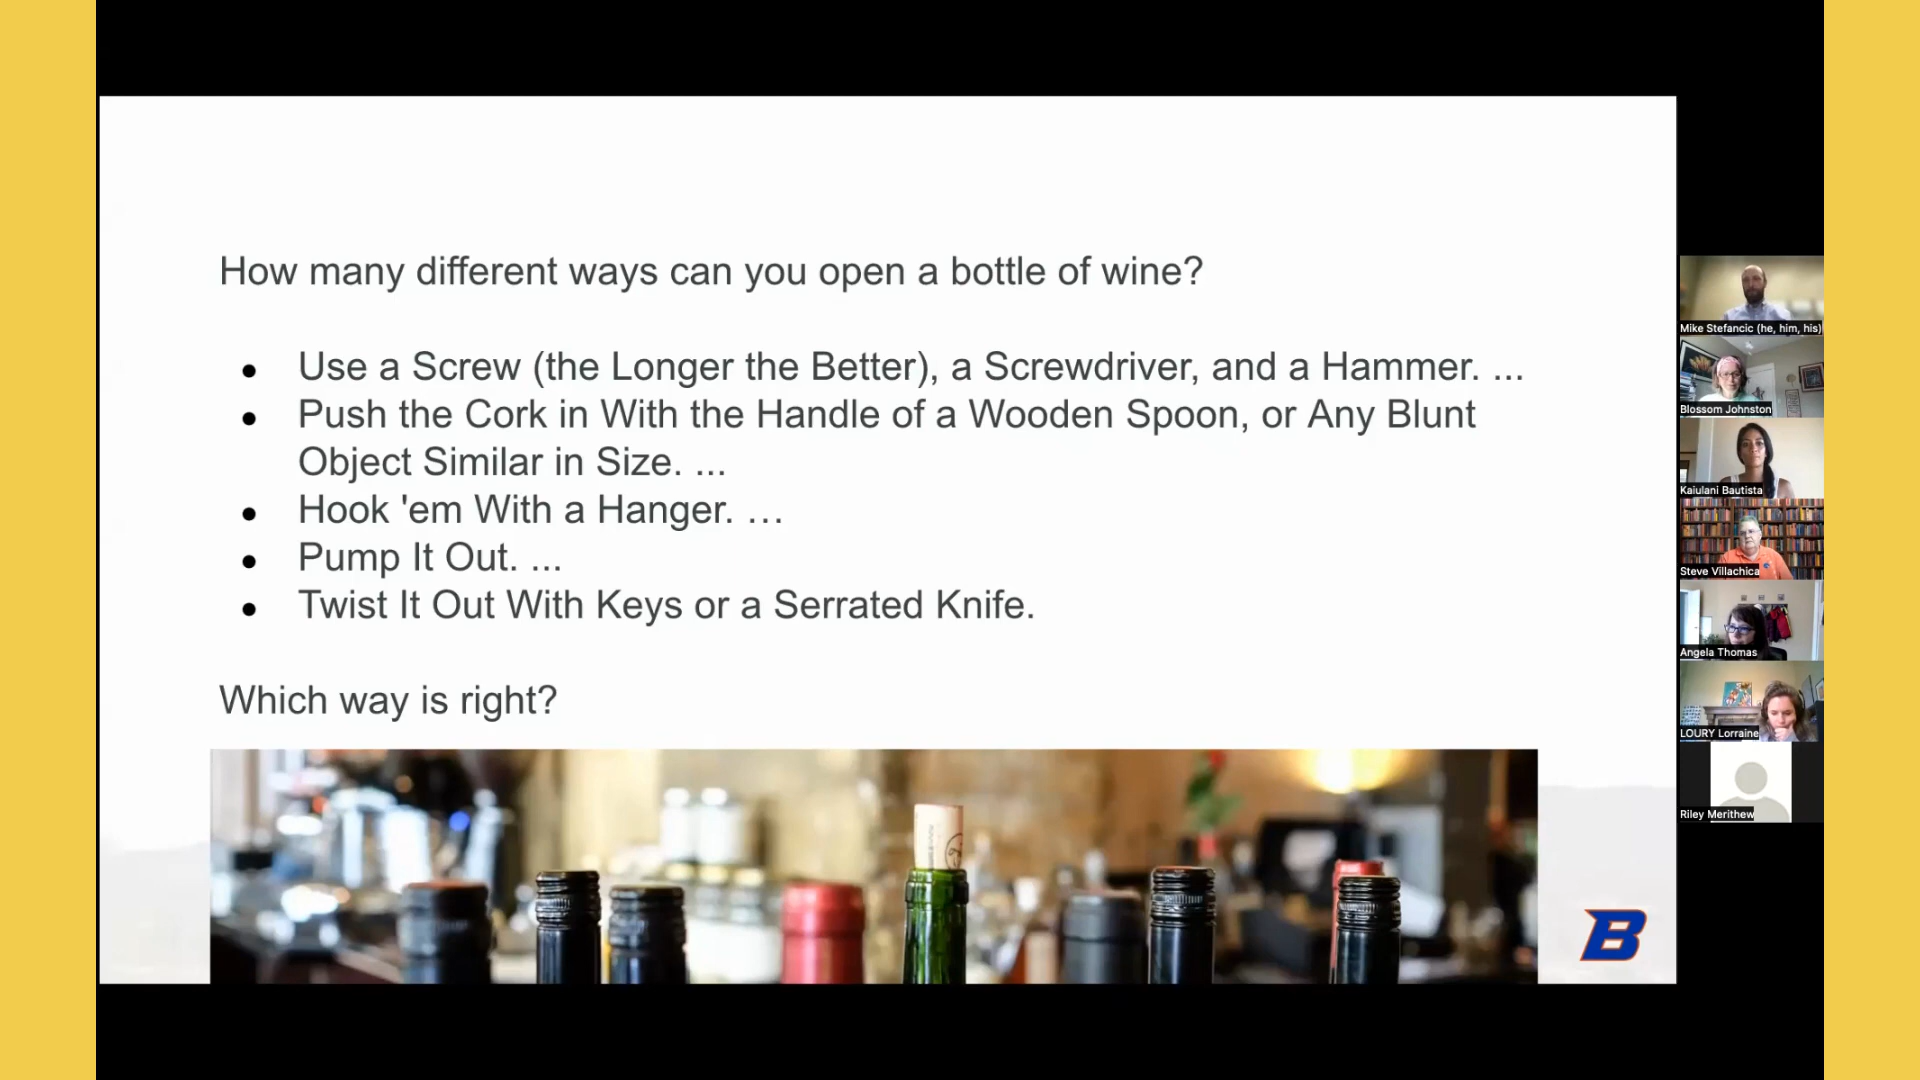 How many different ways can you open a bottle of wine?
● Use a Screw (the Longer the Better), a Screwdriver, and a Hammer. ...
● Push the Cork in With the Handle of a Wooden Spoon, or Any Blunt
Object Similar in Size. ...
● Hook 'em With a Hanger. …
● Pump It Out. ...
● Twist It Out With Keys or a Serrated Knife.
Which way is right?
B
Mike Stefancic (he, him, his)
Blossom Johnston
Kaiulani Bautista
Steve Villachica
Angela Thomas
LOURY Lorraine
Riley Merithew